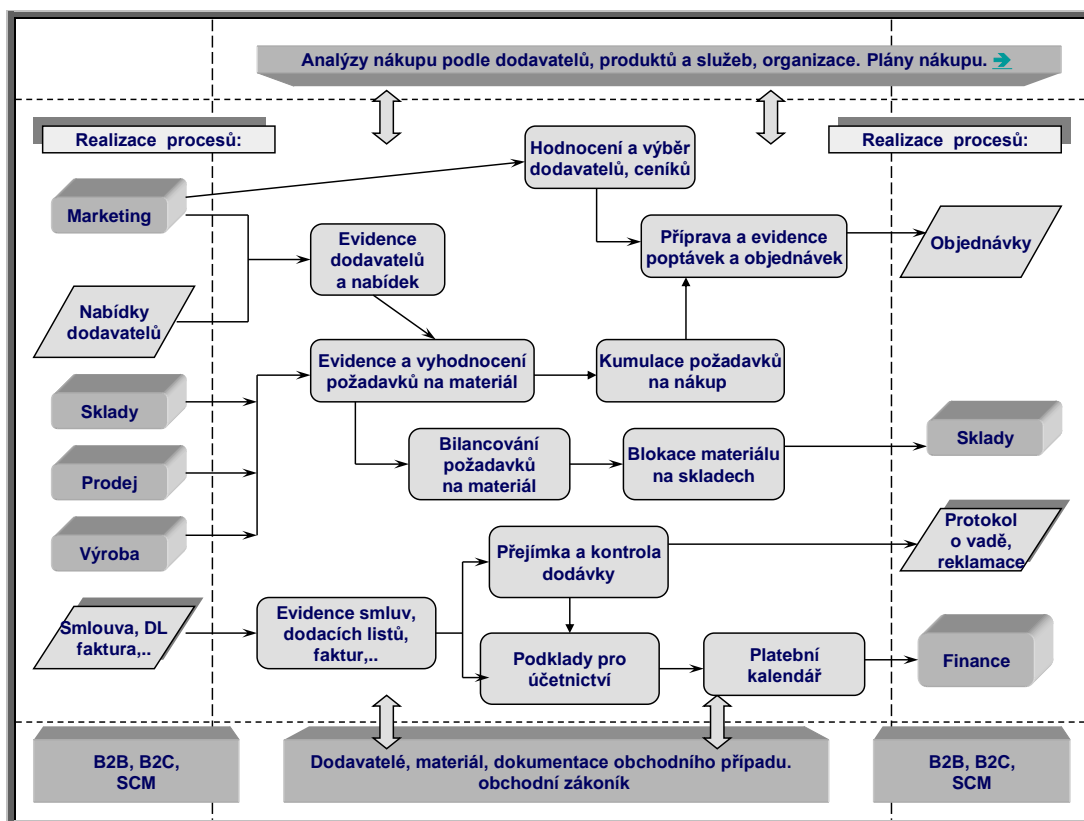 Analýzy nákupu podle dodavatelů, produktů a služeb, organizace. Plány nákupu. →
Realizace procesů:
Realizace procesů:
Hodnocení a výběr
dodavatelů, ceníků
Marketing
Evidence
dodavatelů
a nabídek
Příprava a evidence
poptávek a objednávek
Objednávky
Nabídky
dodavatelů
Evidence a vyhodnocení
požadavků na materiál
Kumulace požadavků
na nákup
Sklady
Bilancování
požadavků
na materiál
Blokace materiálu
na skladech
Sklady
Prodej
Výroba
Přejímka a kontrola
dodávky
Protokol
o vadě,
reklamace
Smlouva, DL
faktura,..
Evidence smluv,
dodacích listů,
faktur,..
Podklady pro
účetnictví
Platební
kalendář
Finance
B2B, B2C,
SCM
Dodavatelé, materiál, dokumentace obchodního případu.
obchodní zákoník
B2B, B2C,
SCM